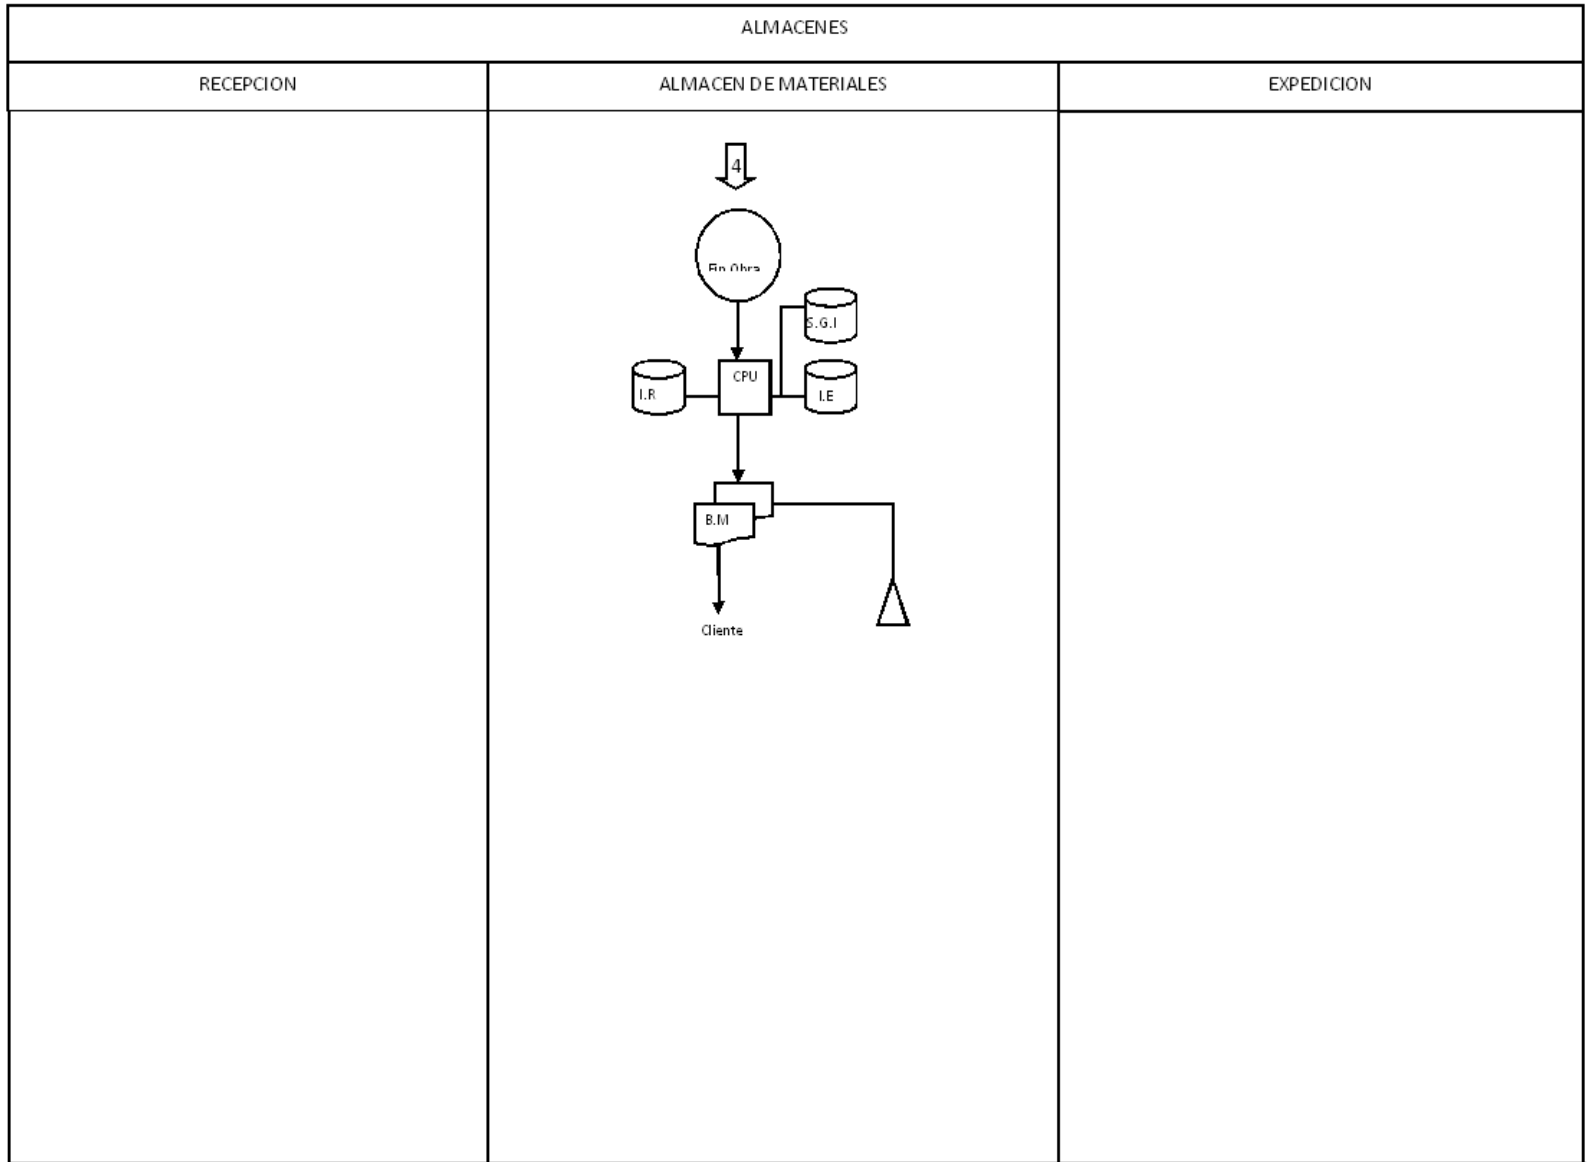 ALMACENES
RECEPCION
ALMACEN DE MATERIALES
EXPEDICION
4
Fin Obra
S.G.I
I.R
CPU
I.E
B.M
Cliente